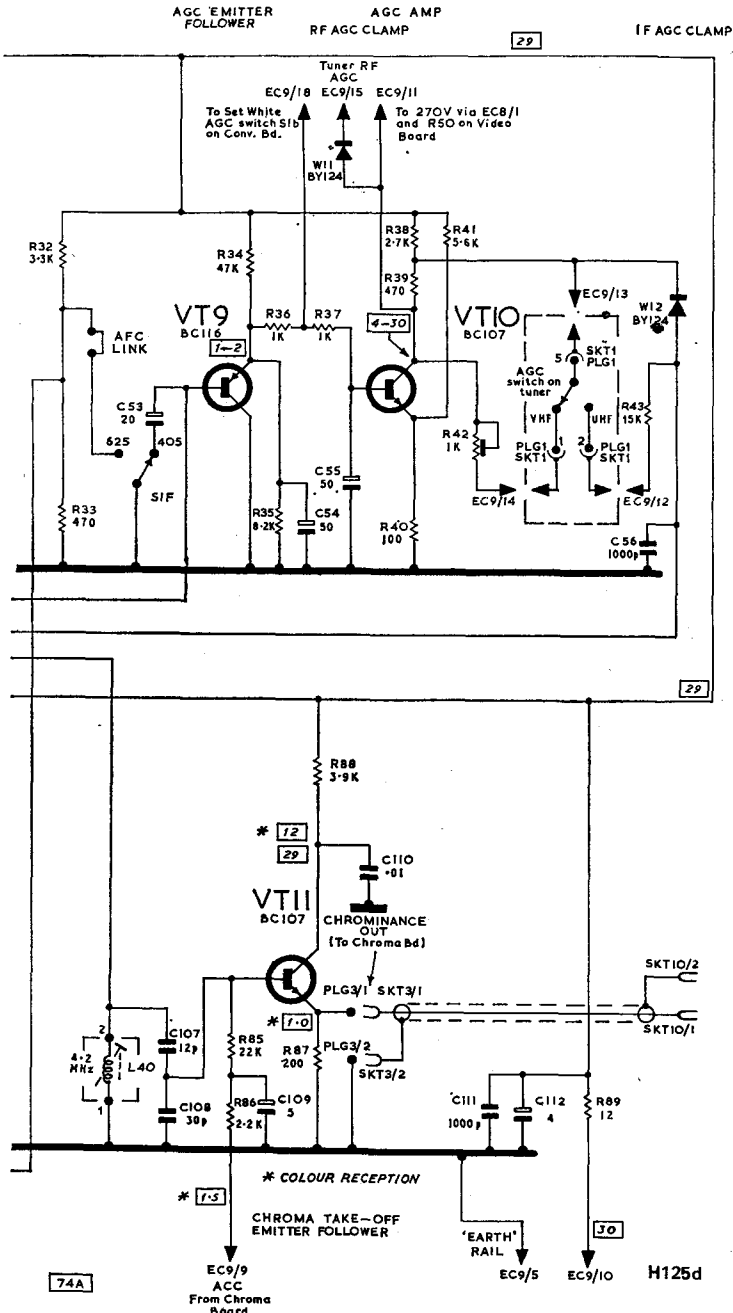 AGC EMITTER
FOLLOWER
RF AGC CLAMP
AGC AMP
29
IF AGC CLAMP
Tuner RF
AGC
EC9/18 EC9/15 EC9/11
To Set White
AGC switch S1b
on Conv. Bd.
To 270V via EC8/1
and R50 on Video
Board
W11
BY124
R32
3·3K
R34
47K
R38
2·7K
R41
5·6K
R39
470
AFC
LINK
VT9
BC116
R36
1K
R37
1K
4-30
VT10
BC107
EC9/13
W12
BY124
1-2
5
SKT1
PLG1
AGC
switch on
tuner
C53
20
625
405
S1F
VHF
UHF
R43
15K
R42
1K
PLG1
SKT1
1
2
PLG1
SKT1
R33
470
R35
8·2K
C54
50
C55
50
R40
100
EC9/14
EC9/12
C56
1000p
29
R88
3·9K
* 12
29
C110
·01
VT11
BC107
CHROMINANCE
OUT
(To Chroma Bd)
PLG3/1 SKT3/1
SKT10/2
SKT10/1
* 1·0
2
4·2
MHz
L40
1
C107
12p
C108
30p
R85
22K
R87
200
PLG3/2
SKT3/2
R86
2·2K
C109
5
C111
1000p
C112
4
R89
12
* COLOUR RECEPTION
* 1·5
CHROMA TAKE-OFF
EMITTER FOLLOWER
'EARTH'
RAIL
30
74A
EC9/9
ACC
From Chroma
Board
EC9/5
EC9/10
H125d